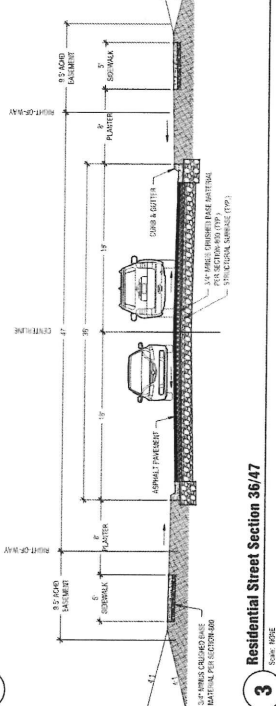 RIGHT-OF-WAY
CENTERLINE
RIGHT-OF-WAY
47'
36'
9.5' ACHD
EASEMENT
5'
SIDEWALK
8'
PLANTER
18'
18'
8'
PLANTER
5'
SIDEWALK
9.5' ACHD
EASEMENT
ASPHALT PAVEMENT
CURB & GUTTER
3/4" MINUS CRUSHED BASE
MATERIAL PER SECTION-800
3/4" MINUS CRUSHED BASE MATERIAL
PER SECTION-800 (TYP.)
STRUCTURAL SUBBASE (TYP.)
4:1
3
Residential Street Section 36/47
Scale: NONE